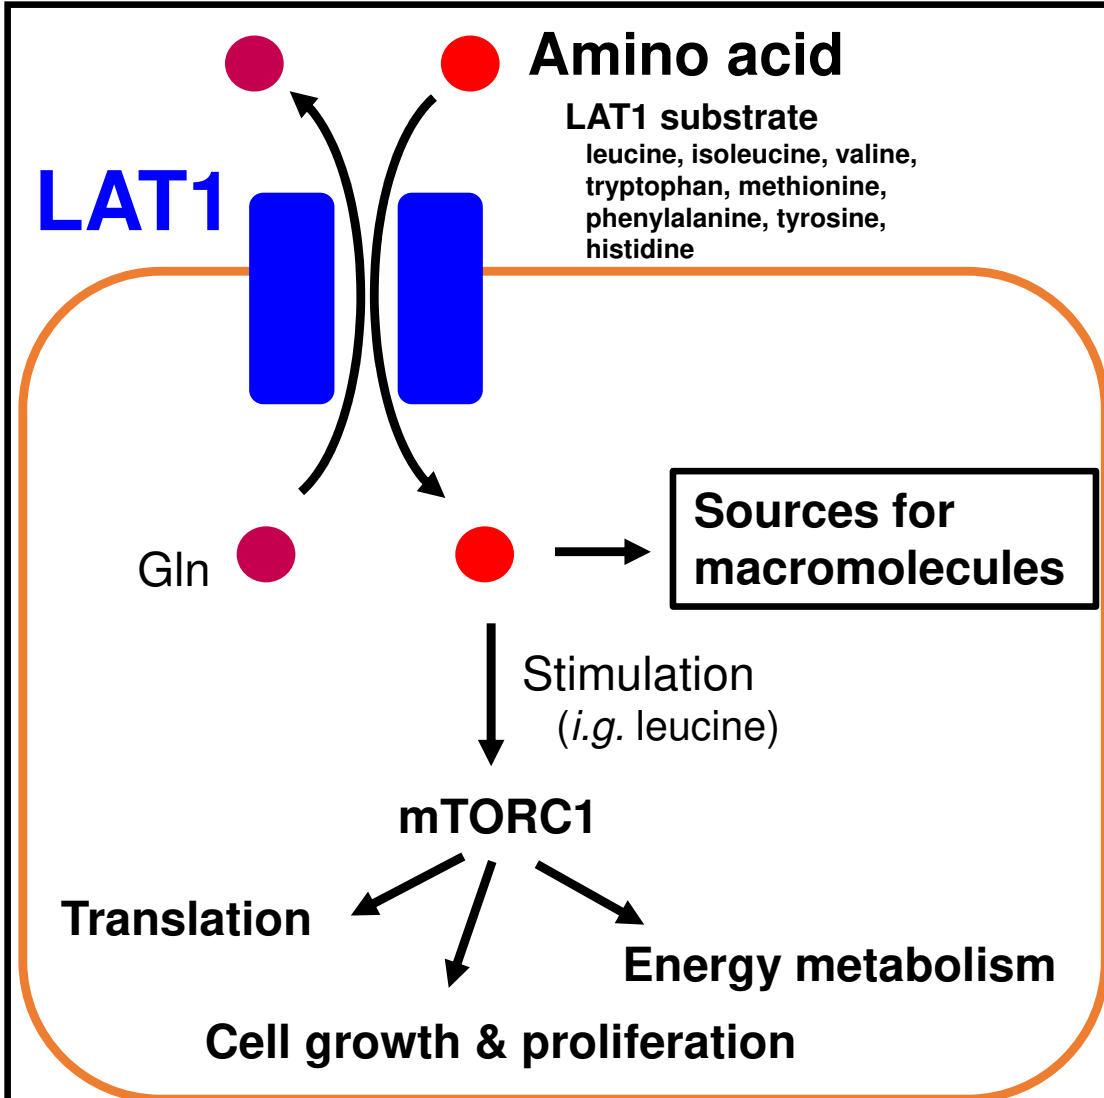 Amino acid
LAT1 substrate
leucine, isoleucine, valine,
tryptophan, methionine,
phenylalanine, tyrosine,
histidine
LAT1
Gln
Sources for
macromolecules
Stimulation
(i.g. leucine)
mTORC1
Translation
Energy metabolism
Cell growth & proliferation